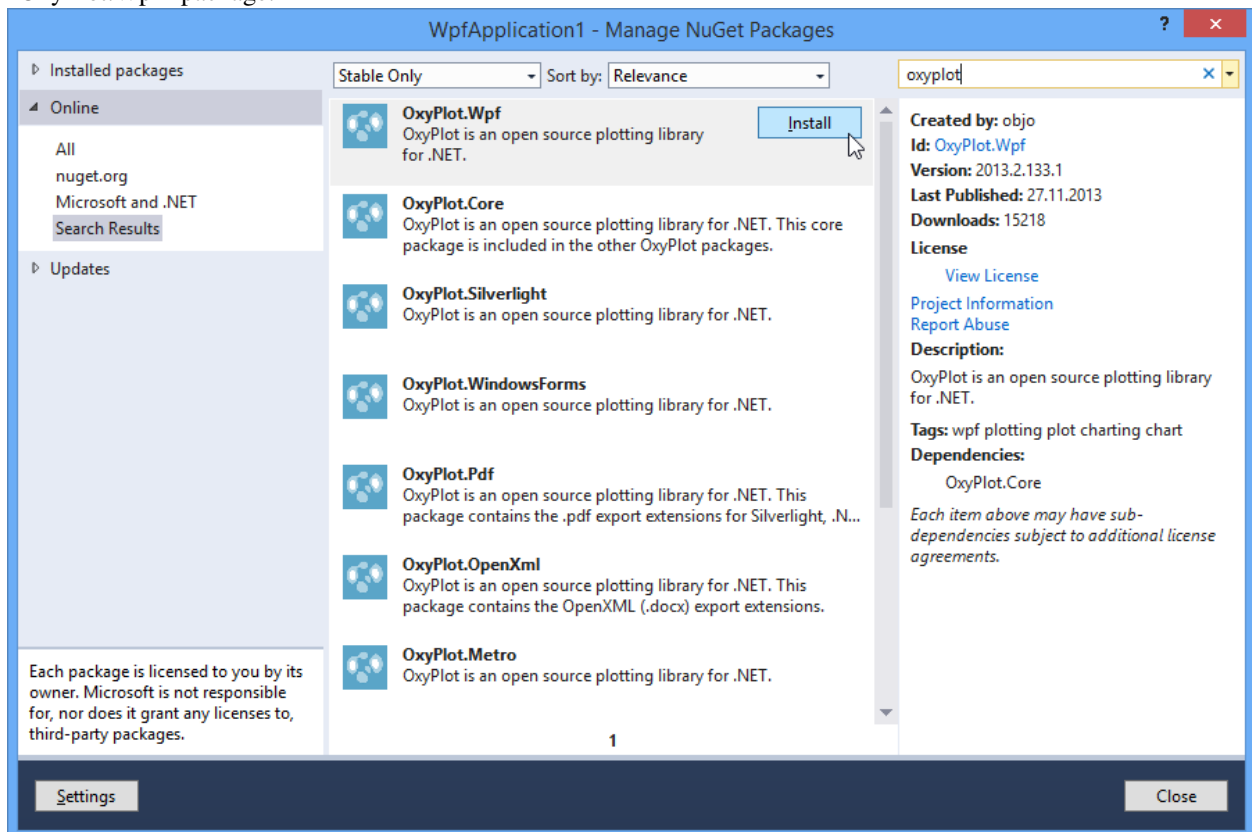 WpfApplication1 - Manage NuGet Packages
?
Installed packages
Online
All
nuget.org
Microsoft and .NET
Search Results
Updates
Each package is licensed to you by its
owner. Microsoft is not responsible
for, nor does it grant any licenses to,
third-party packages.
Stable Only
Sort by: Relevance
OxyPlot.Wpf
OxyPlot is an open source plotting library
for .NET.
Install
OxyPlot.Core
OxyPlot is an open source plotting library for .NET. This core
package is included in the other OxyPlot packages.
OxyPlot.Silverlight
OxyPlot is an open source plotting library for .NET.
OxyPlot.WindowsForms
OxyPlot is an open source plotting library for .NET.
OxyPlot.Pdf
OxyPlot is an open source plotting library for .NET. This
package contains the .pdf export extensions for Silverlight, .N...
OxyPlot.OpenXml
OxyPlot is an open source plotting library for .NET. This
package contains the OpenXML (.docx) export extensions.
OxyPlot.Metro
OxyPlot is an open source plotting library for .NET.
1
oxyplot
Created by: objo
Id: OxyPlot.Wpf
Version: 2013.2.133.1
Last Published: 27.11.2013
Downloads: 15218
License
View License
Project Information
Report Abuse
Description:
OxyPlot is an open source plotting library
for .NET.
Tags: wpf plotting plot charting chart
Dependencies:
OxyPlot.Core
Each item above may have sub-
dependencies subject to additional license
agreements.
Settings
Close